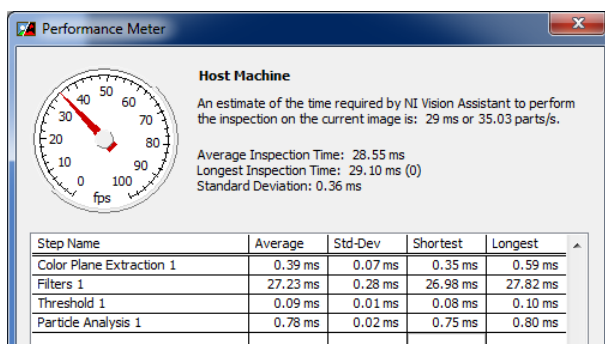 Performance Meter
x
Host Machine
An estimate of the time required by NI Vision Assistant to perform
the inspection on the current image is: 29 ms or 35.03 parts/s.
Average Inspection Time: 28.55 ms
Longest Inspection Time: 29.10 ms (0)
Standard Deviation: 0.36 ms
0 10 20 30 40 50 60 70 80 90 100
fps
Step Name Average Std-Dev Shortest Longest
Color Plane Extraction 1 0.39 ms 0.07 ms 0.35 ms 0.59 ms
Filters 1 27.23 ms 0.28 ms 26.98 ms 27.82 ms
Threshold 1 0.09 ms 0.01 ms 0.08 ms 0.10 ms
Particle Analysis 1 0.78 ms 0.02 ms 0.75 ms 0.80 ms